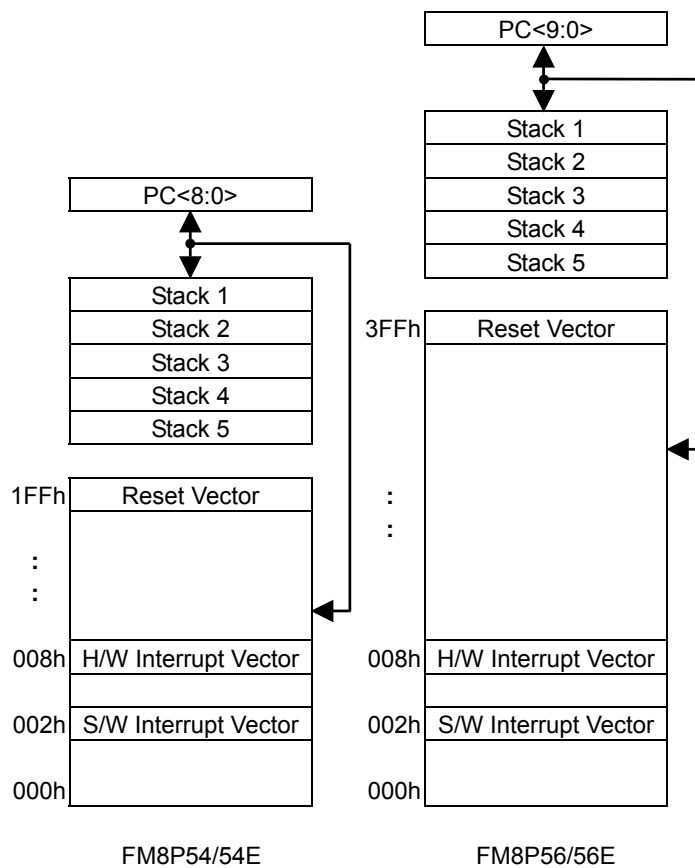 PC<9:0>
Stack 1
Stack 2
Stack 3
Stack 4
Stack 5
3FFh Reset Vector
:
:
008h H/W Interrupt Vector
002h S/W Interrupt Vector
000h
FM8P56/56E
PC<8:0>
Stack 1
Stack 2
Stack 3
Stack 4
Stack 5
1FFh Reset Vector
:
:
008h H/W Interrupt Vector
002h S/W Interrupt Vector
000h
FM8P54/54E